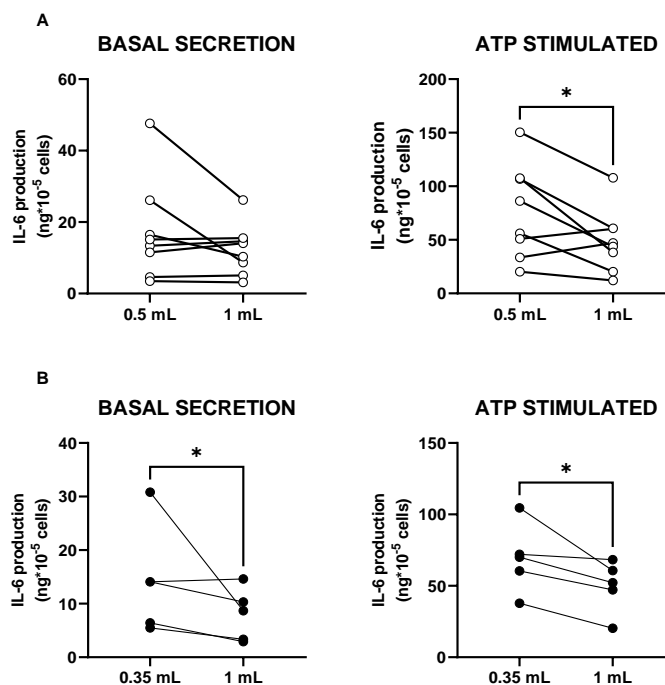 A
BASAL SECRETION
ATP STIMULATED
IL-6 production
(ng*10⁻⁵ cells)
60
40
20
0
0.5 mL
1 mL
IL-6 production
(ng*10⁻⁵ cells)
200
150
100
50
0
*
0.5 mL
1 mL
B
BASAL SECRETION
ATP STIMULATED
IL-6 production
(ng*10⁻⁵ cells)
40
30
20
10
0
*
0.35 mL
1 mL
IL-6 production
(ng*10⁻⁵ cells)
150
100
50
0
*
0.35 mL
1 mL